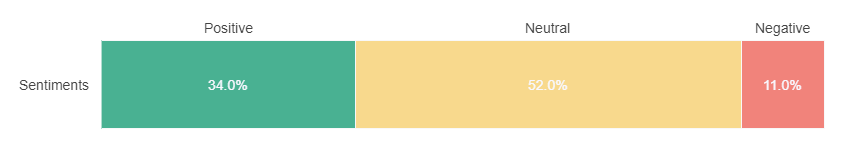 Positive Neutral Negative
Sentiments 34.0% 52.0% 11.0%